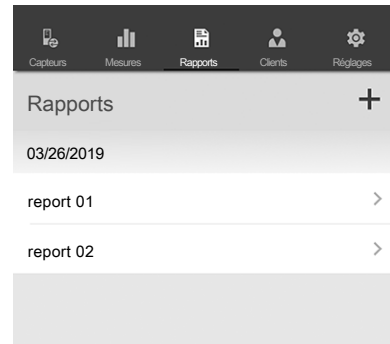 Capteurs Mesures Rapports Clients Réglages
Rapports
03/26/2019
report 01
report 02